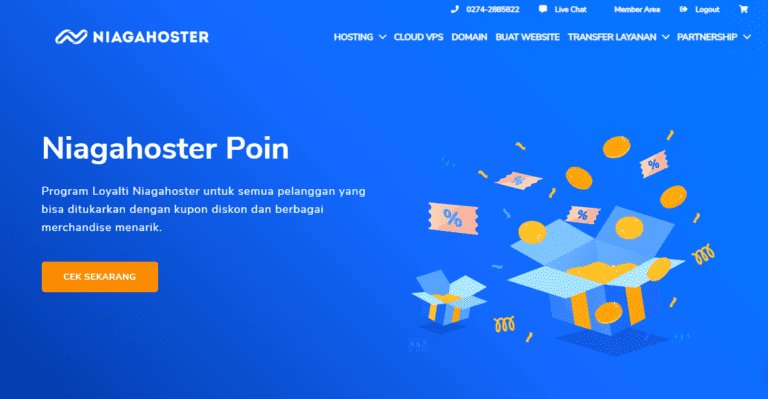 0274-2885822 Live Chat Member Area Logout
NIAGAHOSTER
HOSTING CLOUD VPS DOMAIN BUAT WEBSITE TRANSFER LAYANAN PARTNERSHIP
Niagahoster Poin
Program Loyalti Niagahoster untuk semua pelanggan yang
bisa ditukarkan dengan kupon diskon dan berbagai
merchandise menarik.
CEK SEKARANG
%
%
%
%